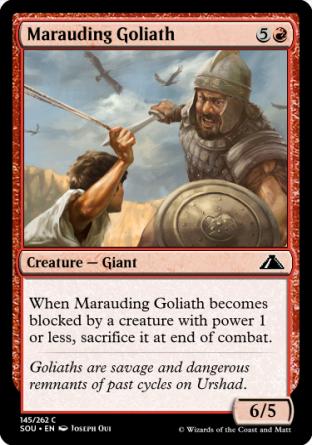 Marauding Goliath 5
Creature — Giant
When Marauding Goliath becomes
blocked by a creature with power 1
or less, sacrifice it at end of combat.
Goliaths are savage and dangerous
remnants of past cycles on Urshad.
6/5
145/262 C
SOU • EN Joseph Qui
© Wizards of the Coast and Matt